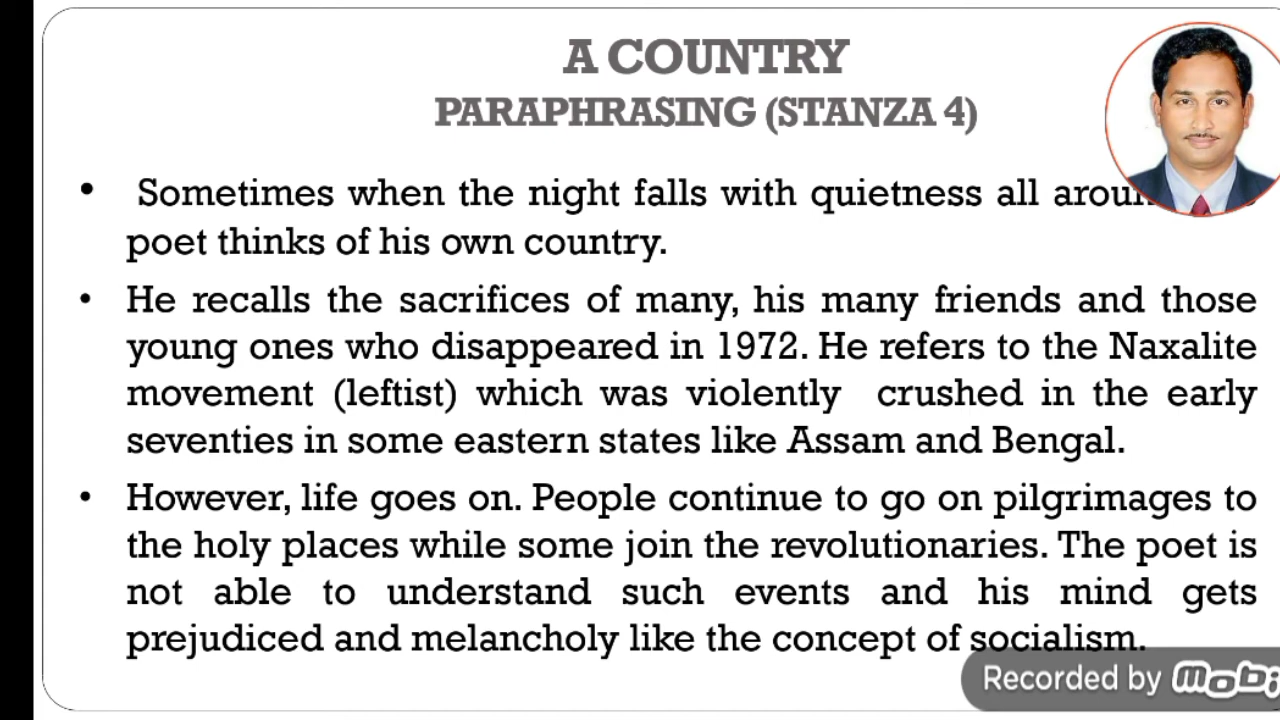 A COUNTRY
PARAPHRASING (STANZA 4)
• Sometimes when the night falls with quietness all
poet thinks of his own country.
• He recalls the sacrifices of many, his many friends and those
young ones who disappeared in 1972. He refers to the Naxalite
movement (leftist) which was violently crushed in the early
seventies in some eastern states like Assam and Bengal.
• However, life goes on. People continue to go on pilgrimages to
the holy places while some join the revolutionaries. The poet is
not able to understand such events and his mind gets
prejudiced and melancholy like the concept of socialism.
Recorded by